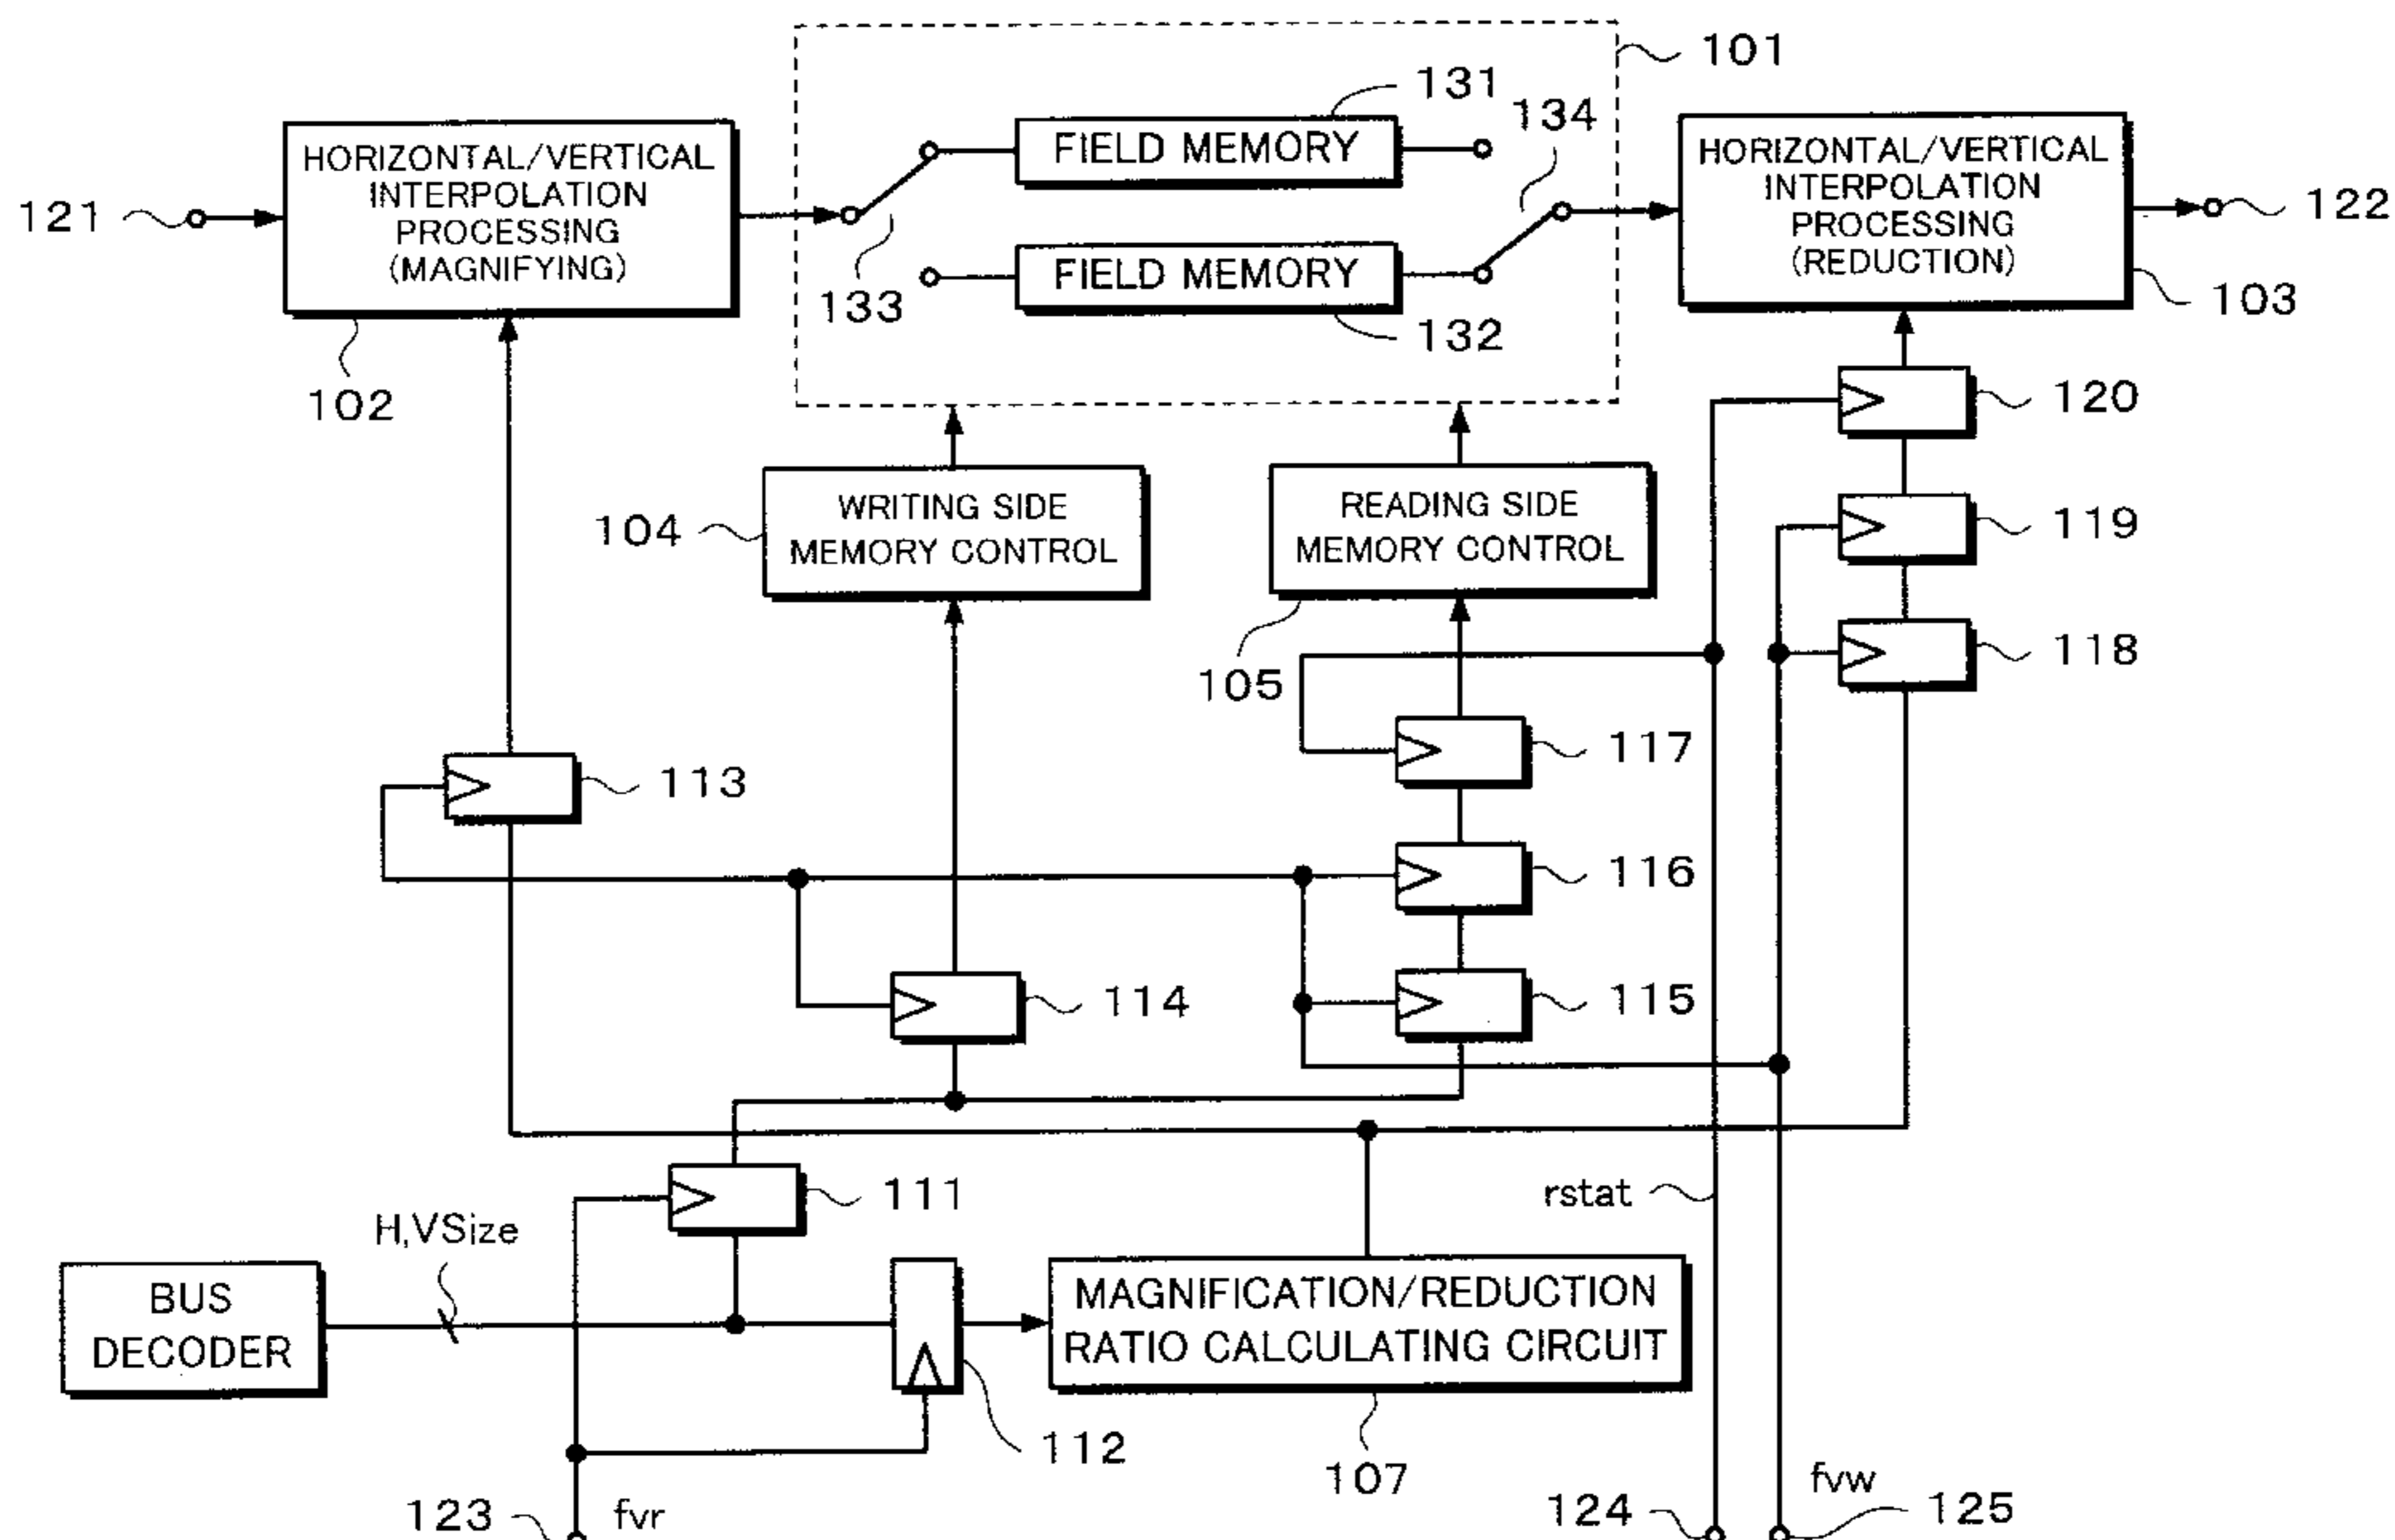 101
131
134
FIELD MEMORY
HORIZONTAL/VERTICAL
INTERPOLATION
PROCESSING
(MAGNIFYING)
HORIZONTAL/VERTICAL
INTERPOLATION
PROCESSING
(REDUCTION)
121
122
133
FIELD MEMORY
132
103
102
120
WRITING SIDE
MEMORY CONTROL
104
READING SIDE
MEMORY CONTROL
105
119
118
117
113
116
114
115
111
rstat
H,VSize
BUS
DECODER
MAGNIFICATION/REDUCTION
RATIO CALCULATING CIRCUIT
112
107
123
fvr
124
fvw
125